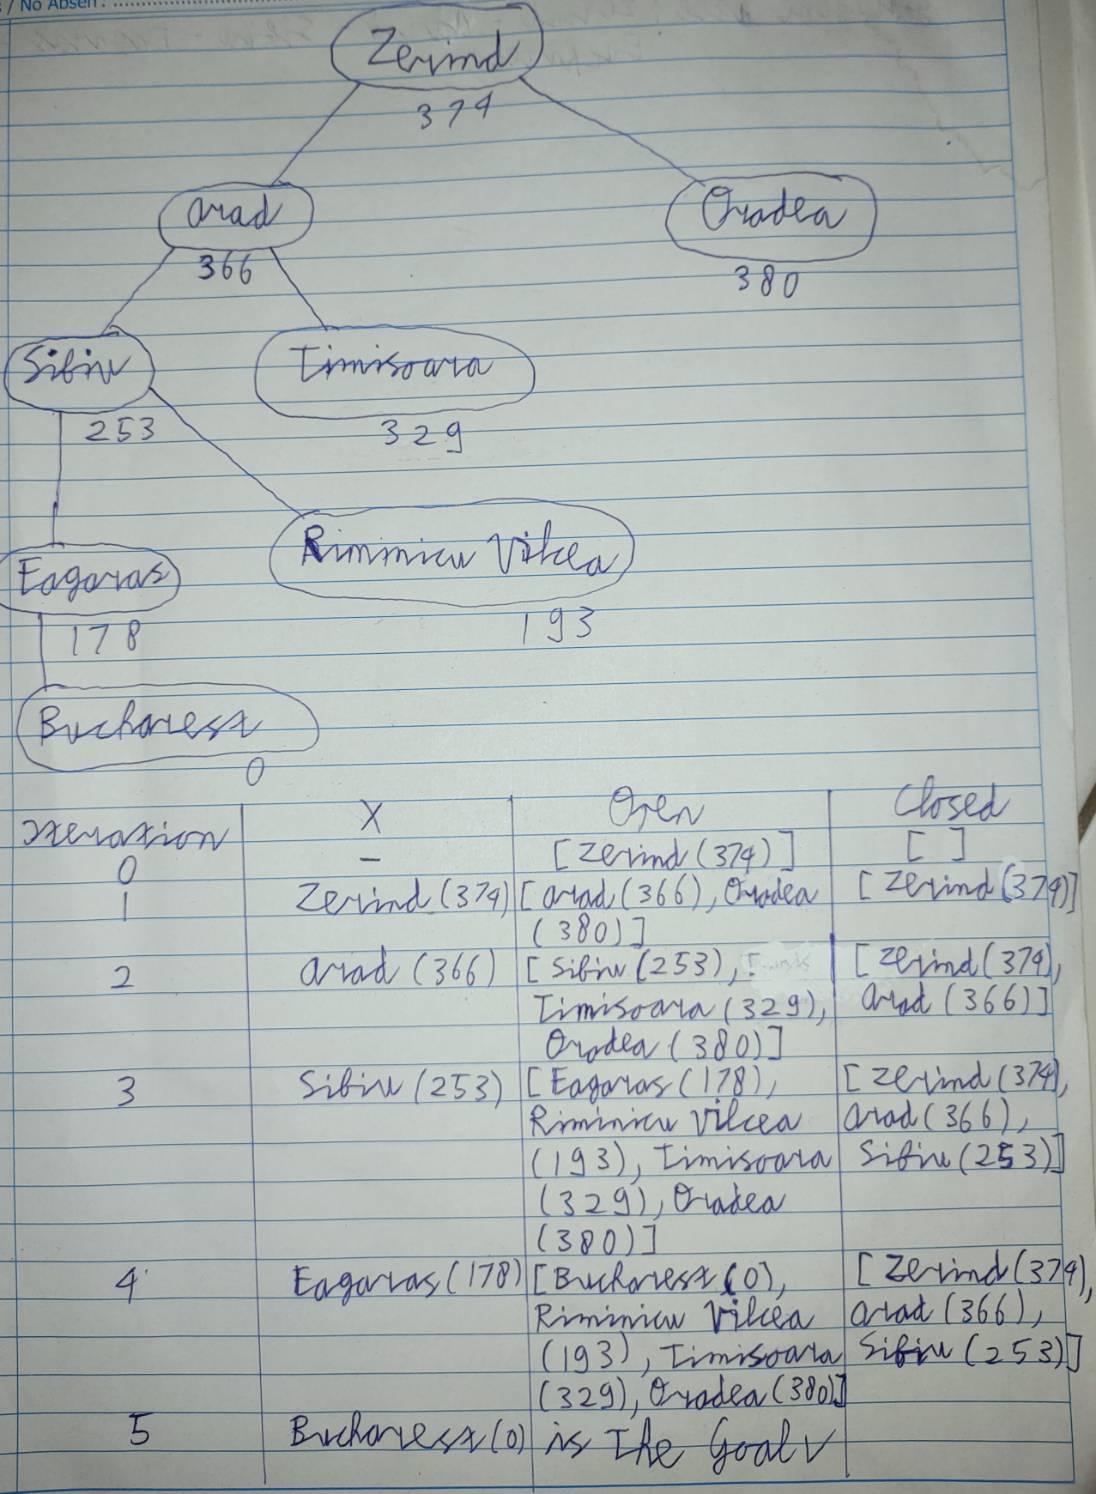 / No Absen :
Zerind
374
Arad
Oradea
366
380
Sibiu
Timisoara
253
329
Eagaras
Riminicu Vilcea
178
193
Bucharest
0
Iteration X Open Closed
0 - [Zerind(374)] [ ]
1 Zerind(374) [Arad(366), Oradea [Zerind(374)]
(380)]
2 Arad(366) [Sibiu(253), [Zerind(374),
Timisoara(329), Arad(366)]
Oradea(380)]
3 Sibiu(253) [Eagaras(178), [Zerind(374),
Riminicu Vilcea Arad(366),
(193), Timisoara Sibiu(253)]
(329), Oradea
(380)]
4 Eagaras(178) [Bucharest(0), [Zerind(374),
Riminicu Vilcea Arad(366),
(193), Timisoara Sibiu(253)]
(329), Oradea(380)]
5 Bucharest(0) is The Goal ✓